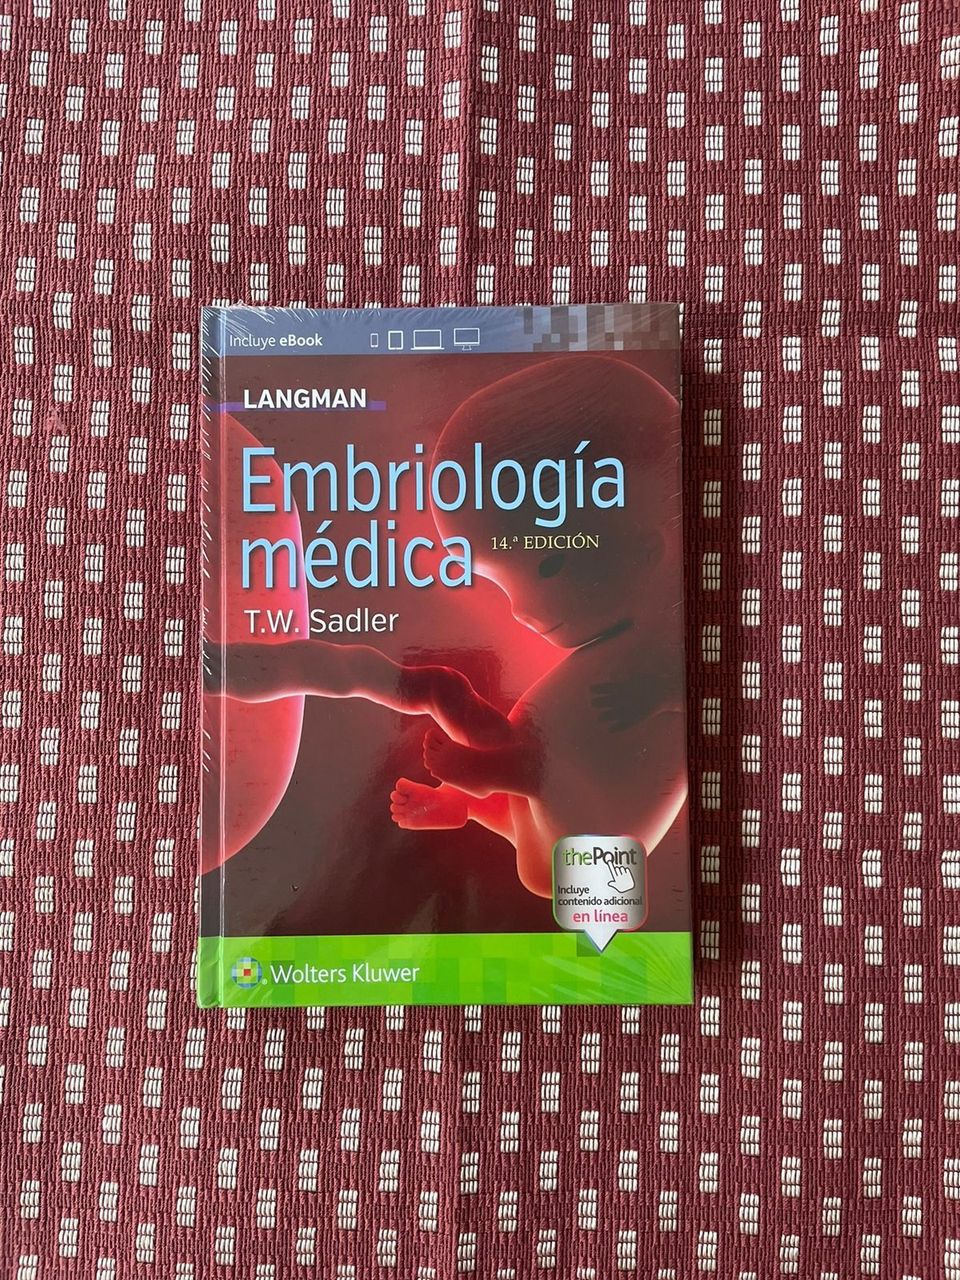 Incluye eBook
LANGMAN
Embriología
médica
14.ª EDICIÓN
T.W. Sadler
thePoint
Incluye
contenido adicional
en línea
Wolters Kluwer